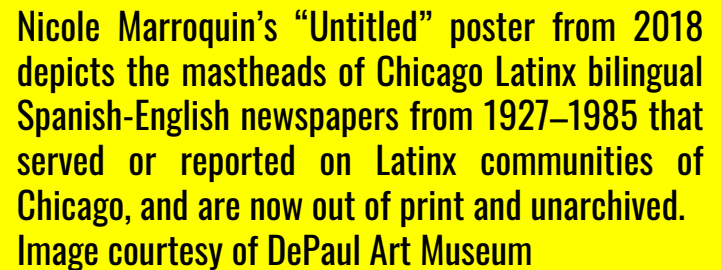 Nicole Marroquin’s “Untitled” poster from 2018
depicts the mastheads of Chicago Latinx bilingual
Spanish-English newspapers from 1927–1985 that
served or reported on Latinx communities of
Chicago, and are now out of print and unarchived.
Image courtesy of DePaul Art Museum